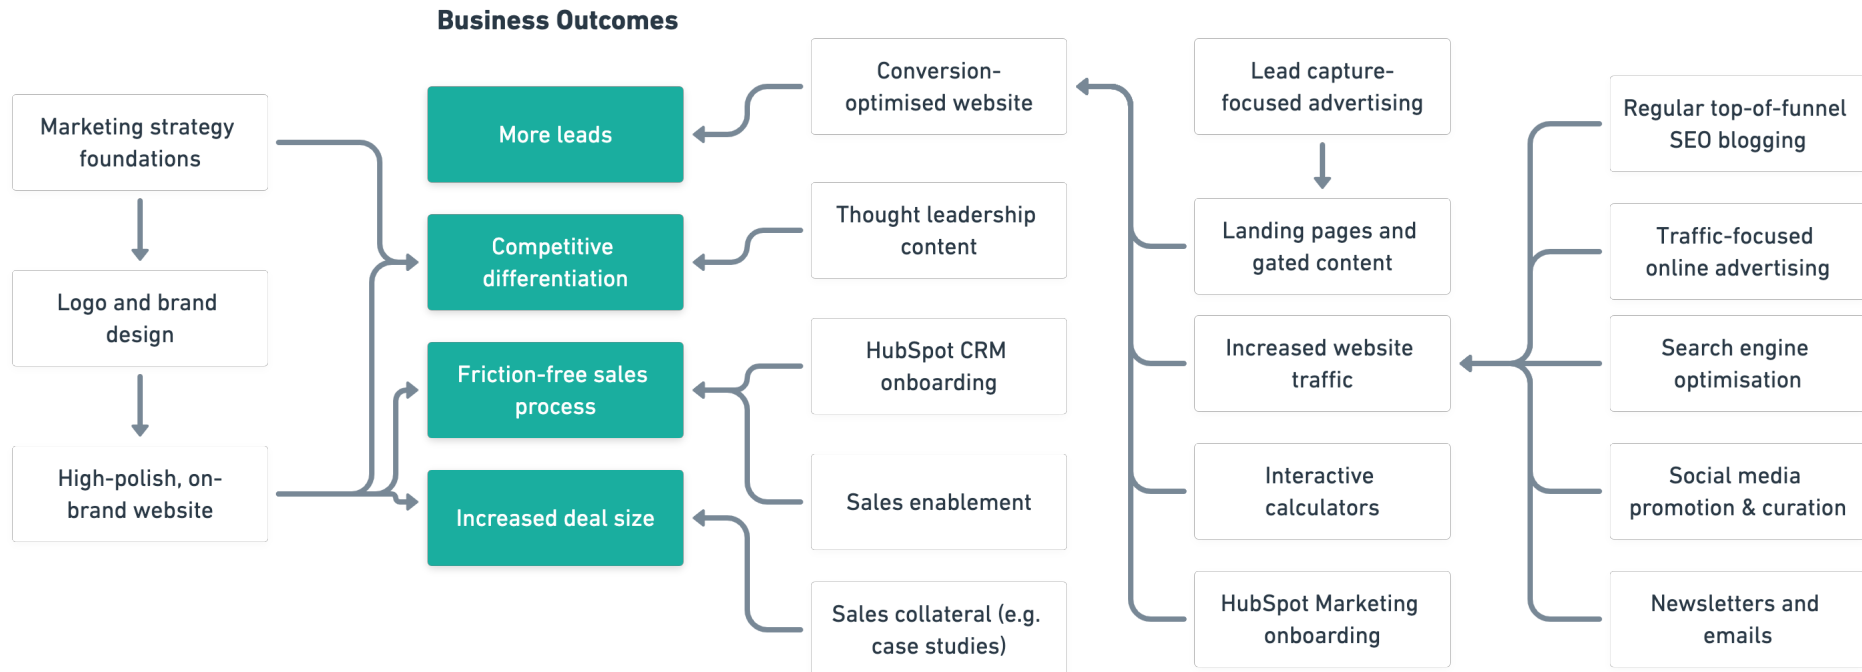 Business Outcomes
Marketing strategy
foundations
Logo and brand
design
High-polish, on-
brand website
More leads
Competitive
differentiation
Friction-free sales
process
Increased deal size
Conversion-
optimised website
Thought leadership
content
HubSpot CRM
onboarding
Sales enablement
Sales collateral (e.g.
case studies)
Lead capture-
focused advertising
Landing pages and
gated content
Increased website
traffic
Interactive
calculators
HubSpot Marketing
onboarding
Regular top-of-funnel
SEO blogging
Traffic-focused
online advertising
Search engine
optimisation
Social media
promotion & curation
Newsletters and
emails